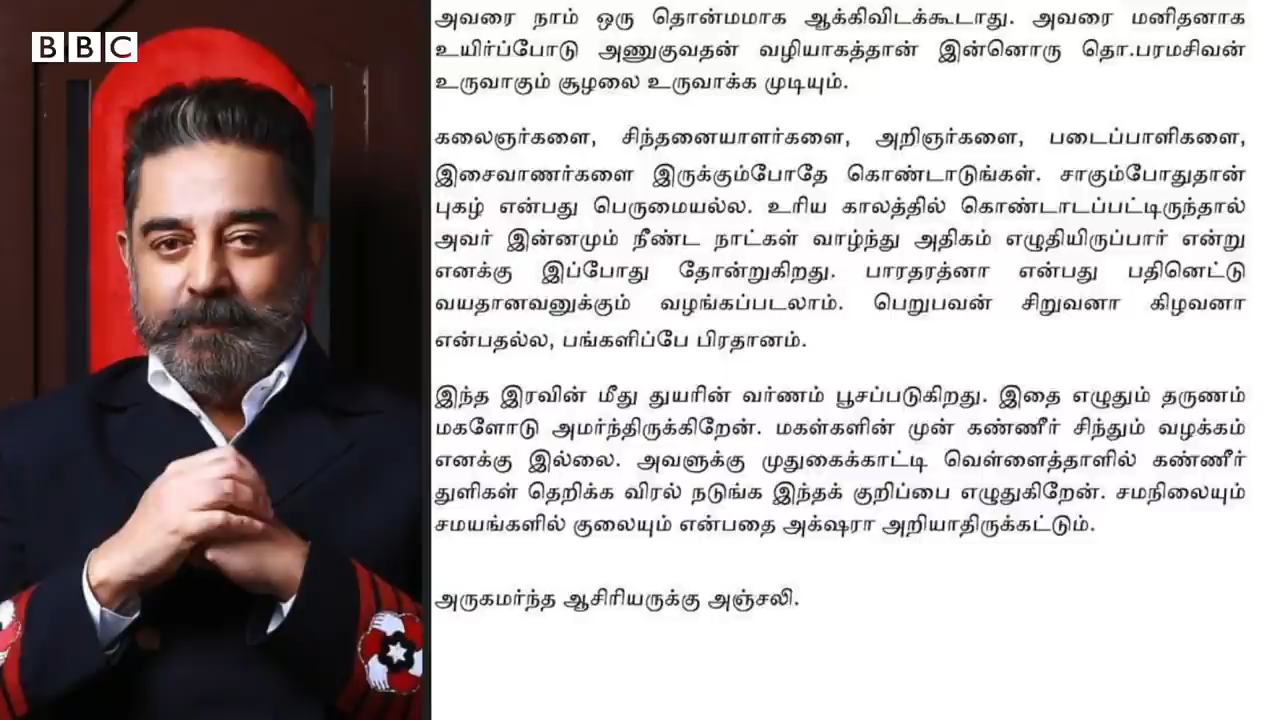 BBC
அவரை நாம் ஒரு தொன்மமாக ஆக்கிவிடக்கூடாது. அவரை மனிதனாக
உயிர்ப்போடு அணுகுவதன் வழியாகத்தான் இன்னொரு தொ.பரமசிவன்
உருவாகும் சூழலை உருவாக்க முடியும்.
கலைஞர்களை, சிந்தனையாளர்களை, அறிஞர்களை, படைப்பாளிகளை,
இசைவாணர்களை இருக்கும்போதே கொண்டாடுங்கள். சாகும்போதுதான்
புகழ் என்பது பெருமையல்ல. உரிய காலத்தில் கொண்டாடப்பட்டிருந்தால்
அவர் இன்னமும் நீண்ட நாட்கள் வாழ்ந்து அதிகம் எழுதியிருப்பார் என்று
எனக்கு இப்போது தோன்றுகிறது. பாரதரத்னா என்பது பதினெட்டு
வயதானவனுக்கும் வழங்கப்படலாம். பெறுபவன் சிறுவனா கிழவனா
என்பதல்ல, பங்களிப்பே பிரதானம்.
இந்த இரவின் மீது துயரின் வர்ணம் பூசப்படுகிறது. இதை எழுதும் தருணம்
மகளோடு அமர்ந்திருக்கிறேன். மகள்களின் முன் கண்ணீர் சிந்தும் வழக்கம்
எனக்கு இல்லை. அவளுக்கு முதுகைக்காட்டி வெள்ளைத்தாளில் கண்ணீர்
துளிகள் தெறிக்க விரல் நடுங்க இந்தக் குறிப்பை எழுதுகிறேன். சமநிலையும்
சமயங்களில் குலையும் என்பதை அக்‌ஷரா அறியாதிருக்கட்டும்.
அருகமர்ந்த ஆசிரியருக்கு அஞ்சலி.